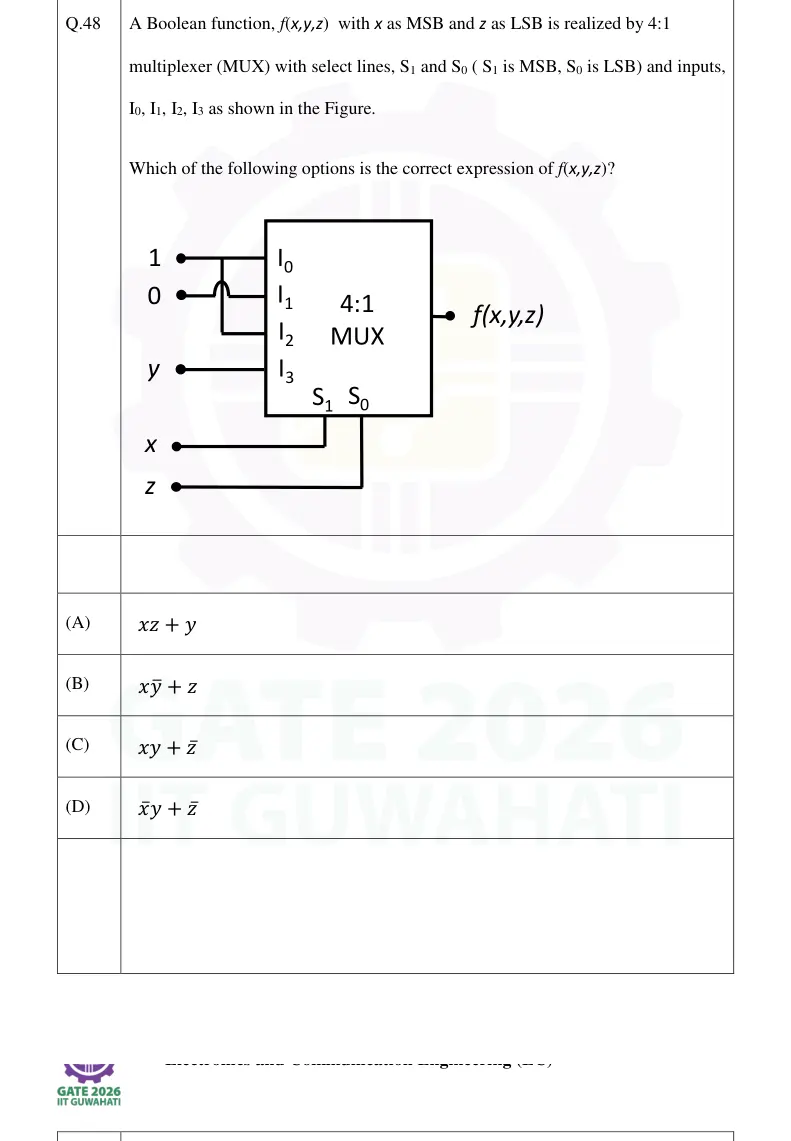 Q.48 A Boolean function, f(x,y,z) with x as MSB and z as LSB is realized by 4:1
multiplexer (MUX) with select lines, S₁ and S₀ ( S₁ is MSB, S₀ is LSB) and inputs,
I₀, I₁, I₂, I₃ as shown in the Figure.
Which of the following options is the correct expression of f(x,y,z)?
1 I₀
0 I₁ 4:1 f(x,y,z)
I₂ MUX
y I₃
S₁ S₀
x
z
(A) xz + y
(B) xȳ + z
(C) xy + z̄
(D) x̄y + z̄
GATE 2026
IIT GUWAHATI
GATE 2026
IIT GUWAHATI